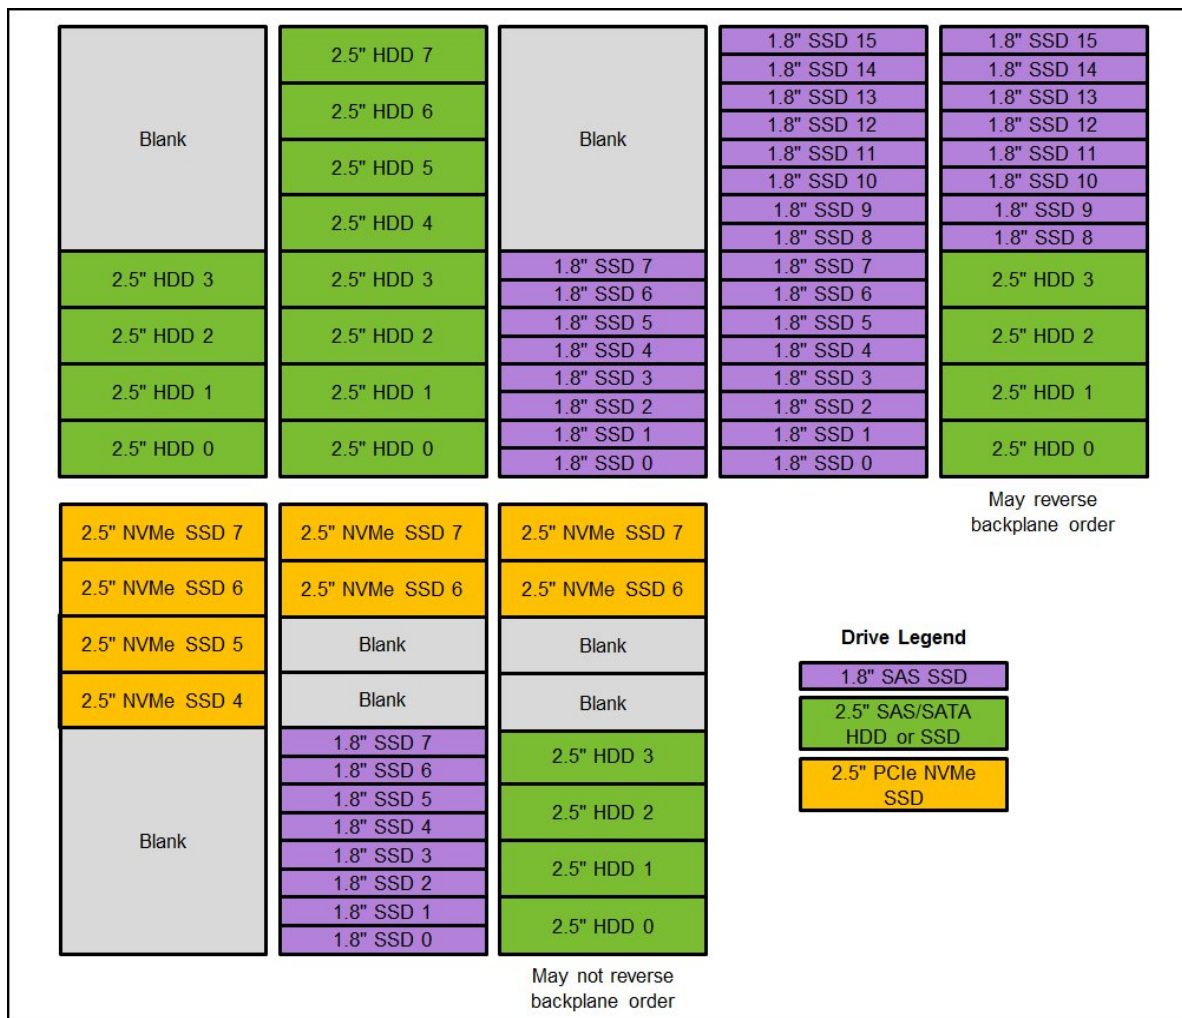 Blank
2.5" HDD 3
2.5" HDD 2
2.5" HDD 1
2.5" HDD 0
2.5" HDD 7
2.5" HDD 6
2.5" HDD 5
2.5" HDD 4
2.5" HDD 3
2.5" HDD 2
2.5" HDD 1
2.5" HDD 0
Blank
1.8" SSD 7
1.8" SSD 6
1.8" SSD 5
1.8" SSD 4
1.8" SSD 3
1.8" SSD 2
1.8" SSD 1
1.8" SSD 0
1.8" SSD 15
1.8" SSD 14
1.8" SSD 13
1.8" SSD 12
1.8" SSD 11
1.8" SSD 10
1.8" SSD 9
1.8" SSD 8
1.8" SSD 7
1.8" SSD 6
1.8" SSD 5
1.8" SSD 4
1.8" SSD 3
1.8" SSD 2
1.8" SSD 1
1.8" SSD 0
1.8" SSD 15
1.8" SSD 14
1.8" SSD 13
1.8" SSD 12
1.8" SSD 11
1.8" SSD 10
1.8" SSD 9
1.8" SSD 8
2.5" HDD 3
2.5" HDD 2
2.5" HDD 1
2.5" HDD 0
May reverse
backplane order
2.5" NVMe SSD 7
2.5" NVMe SSD 6
2.5" NVMe SSD 5
2.5" NVMe SSD 4
Blank
2.5" NVMe SSD 7
2.5" NVMe SSD 6
Blank
Blank
1.8" SSD 7
1.8" SSD 6
1.8" SSD 5
1.8" SSD 4
1.8" SSD 3
1.8" SSD 2
1.8" SSD 1
1.8" SSD 0
2.5" NVMe SSD 7
2.5" NVMe SSD 6
Blank
Blank
2.5" HDD 3
2.5" HDD 2
2.5" HDD 1
2.5" HDD 0
May not reverse
backplane order
Drive Legend
1.8" SAS SSD
2.5" SAS/SATA
HDD or SSD
2.5" PCIe NVMe
SSD